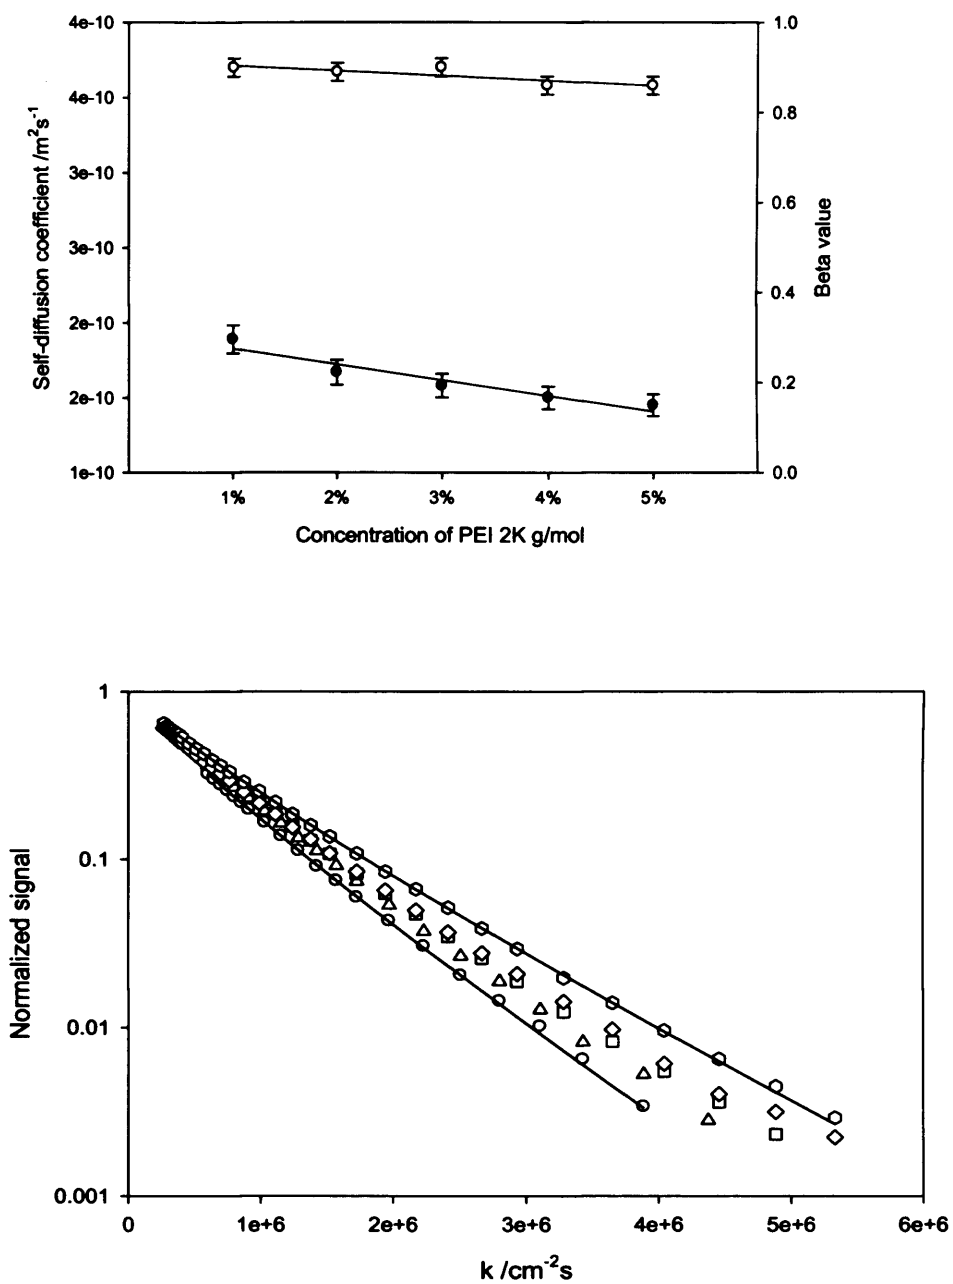 4e-10
4e-10
3e-10
3e-10
2e-10
2e-10
1e-10
Self-diffusion coefficient /m²s⁻¹
1.0
0.8
0.6
0.4
0.2
0.0
Beta value
1% 2% 3% 4% 5%
Concentration of PEI 2K g/mol
1
0.1
0.01
0.001
Normalized signal
0 1e+6 2e+6 3e+6 4e+6 5e+6 6e+6
k /cm⁻²s